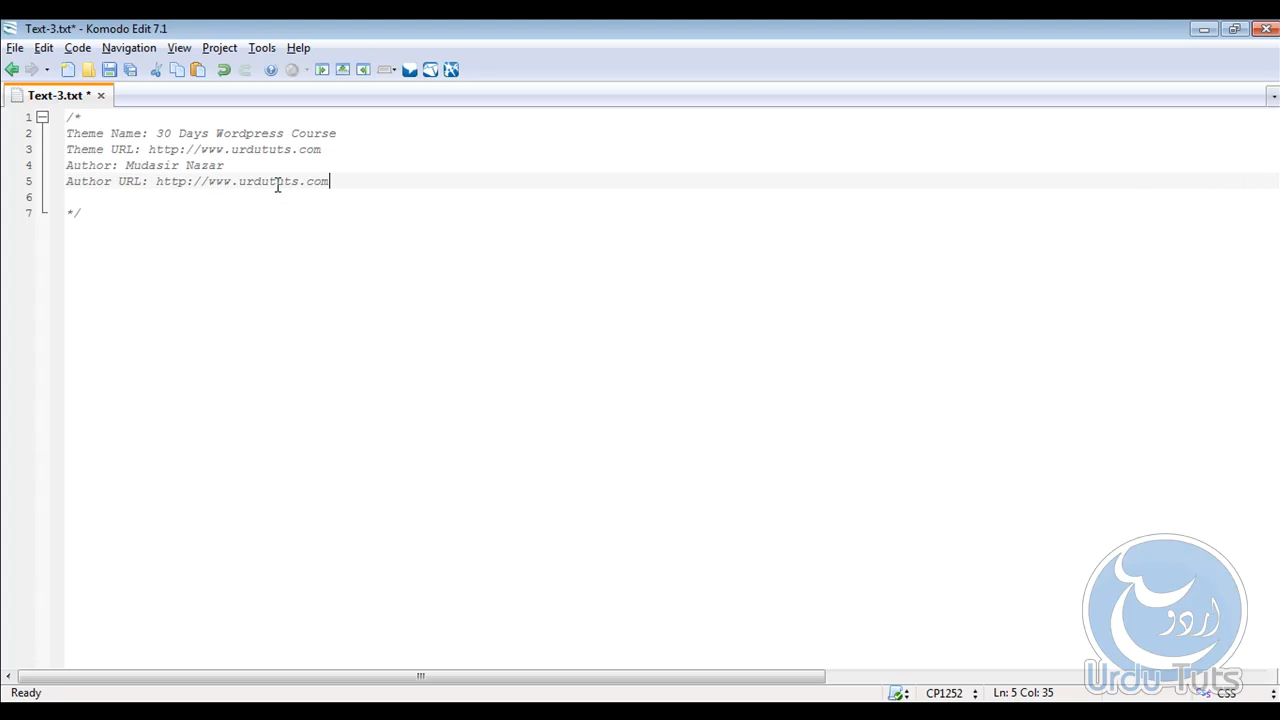 Text-3.txt* - Komodo Edit 7.1
File Edit Code Navigation View Project Tools Help
Text-3.txt *
1 /*
2 Theme Name: 30 Days Wordpress Course
3 Theme URL: http://www.urdututs.com
4 Author: Mudasir Nazar
5 Author URL: http://www.urdututs.com
6
7 */
اردو
Urdu Tuts
Ready CP1252 Ln: 5 Col: 35 CSS